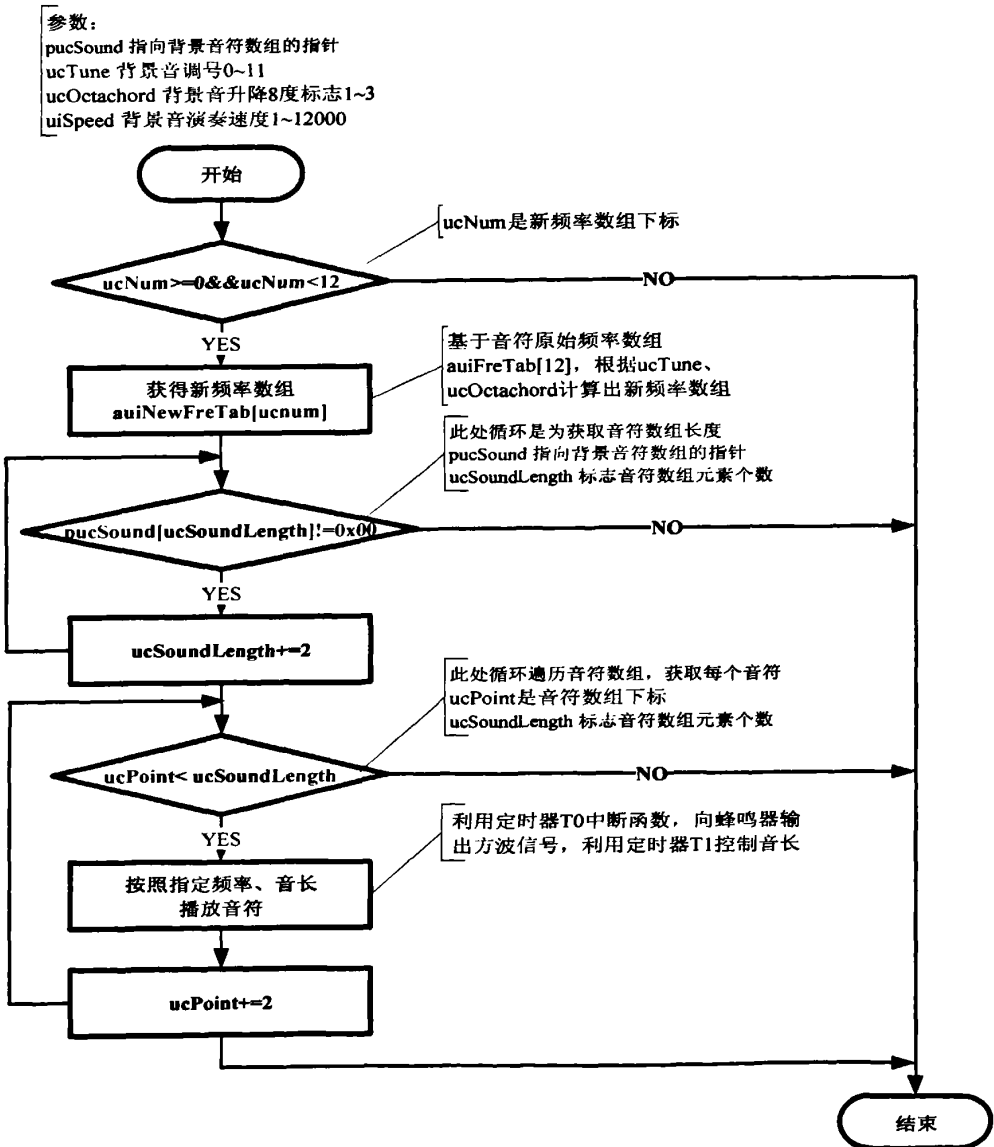 参数：
pucSound 指向背景音符数组的指针
ucTune 背景音调号0~11
ucOctachord 背景音升降8度标志1~3
uiSpeed 背景音演奏速度1~12000
开始
ucNum是新频率数组下标
ucNum>=0&&ucNum<12
NO
YES
基于音符原始频率数组
auiFreTab[12]，根据ucTune、
ucOctachord计算出新频率数组
获得新频率数组
auiNewFreTab[ucnum]
此处循环是为获取音符数组长度
pucSound 指向背景音符数组的指针
ucSoundLength 标志音符数组元素个数
pucSound[ucSoundLength]!=0x00
NO
YES
ucSoundLength+=2
此处循环遍历音符数组，获取每个音符
ucPoint是音符数组下标
ucSoundLength 标志音符数组元素个数
ucPoint< ucSoundLength
NO
YES
利用定时器T0中断函数，向蜂鸣器输
出方波信号，利用定时器T1控制音长
按照指定频率、音长
播放音符
ucPoint+=2
结束